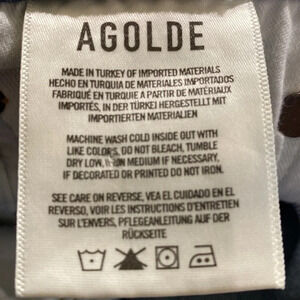 AGOLDE
MADE IN TURKEY OF IMPORTED MATERIALS
HECHO EN TURQUIA DE MATERIALES IMPORTADOS
FABRIQUÉ EN TURQUIE A PARTIR DE MATÉRIAUX
IMPORTÉS, IN DER TÜRKEI HERGESTELLT MIT
IMPORTIERTEN MATERIALIEN
MACHINE WASH COLD INSIDE OUT WITH
LIKE COLORS, DO NOT BLEACH, TUMBLE
DRY LOW, IRON MEDIUM IF NECESSARY,
IF DECORATED OR PRINTED DO NOT IRON.
SEE CARE ON REVERSE, VEA EL CUIDADO EN EL
REVERSO, VOIR LES INSTRUCTIONS D'ENTRETIEN
SUR L'ENVERS, PFLEGEANLEITUNG AUF DER
RÜCKSEITE